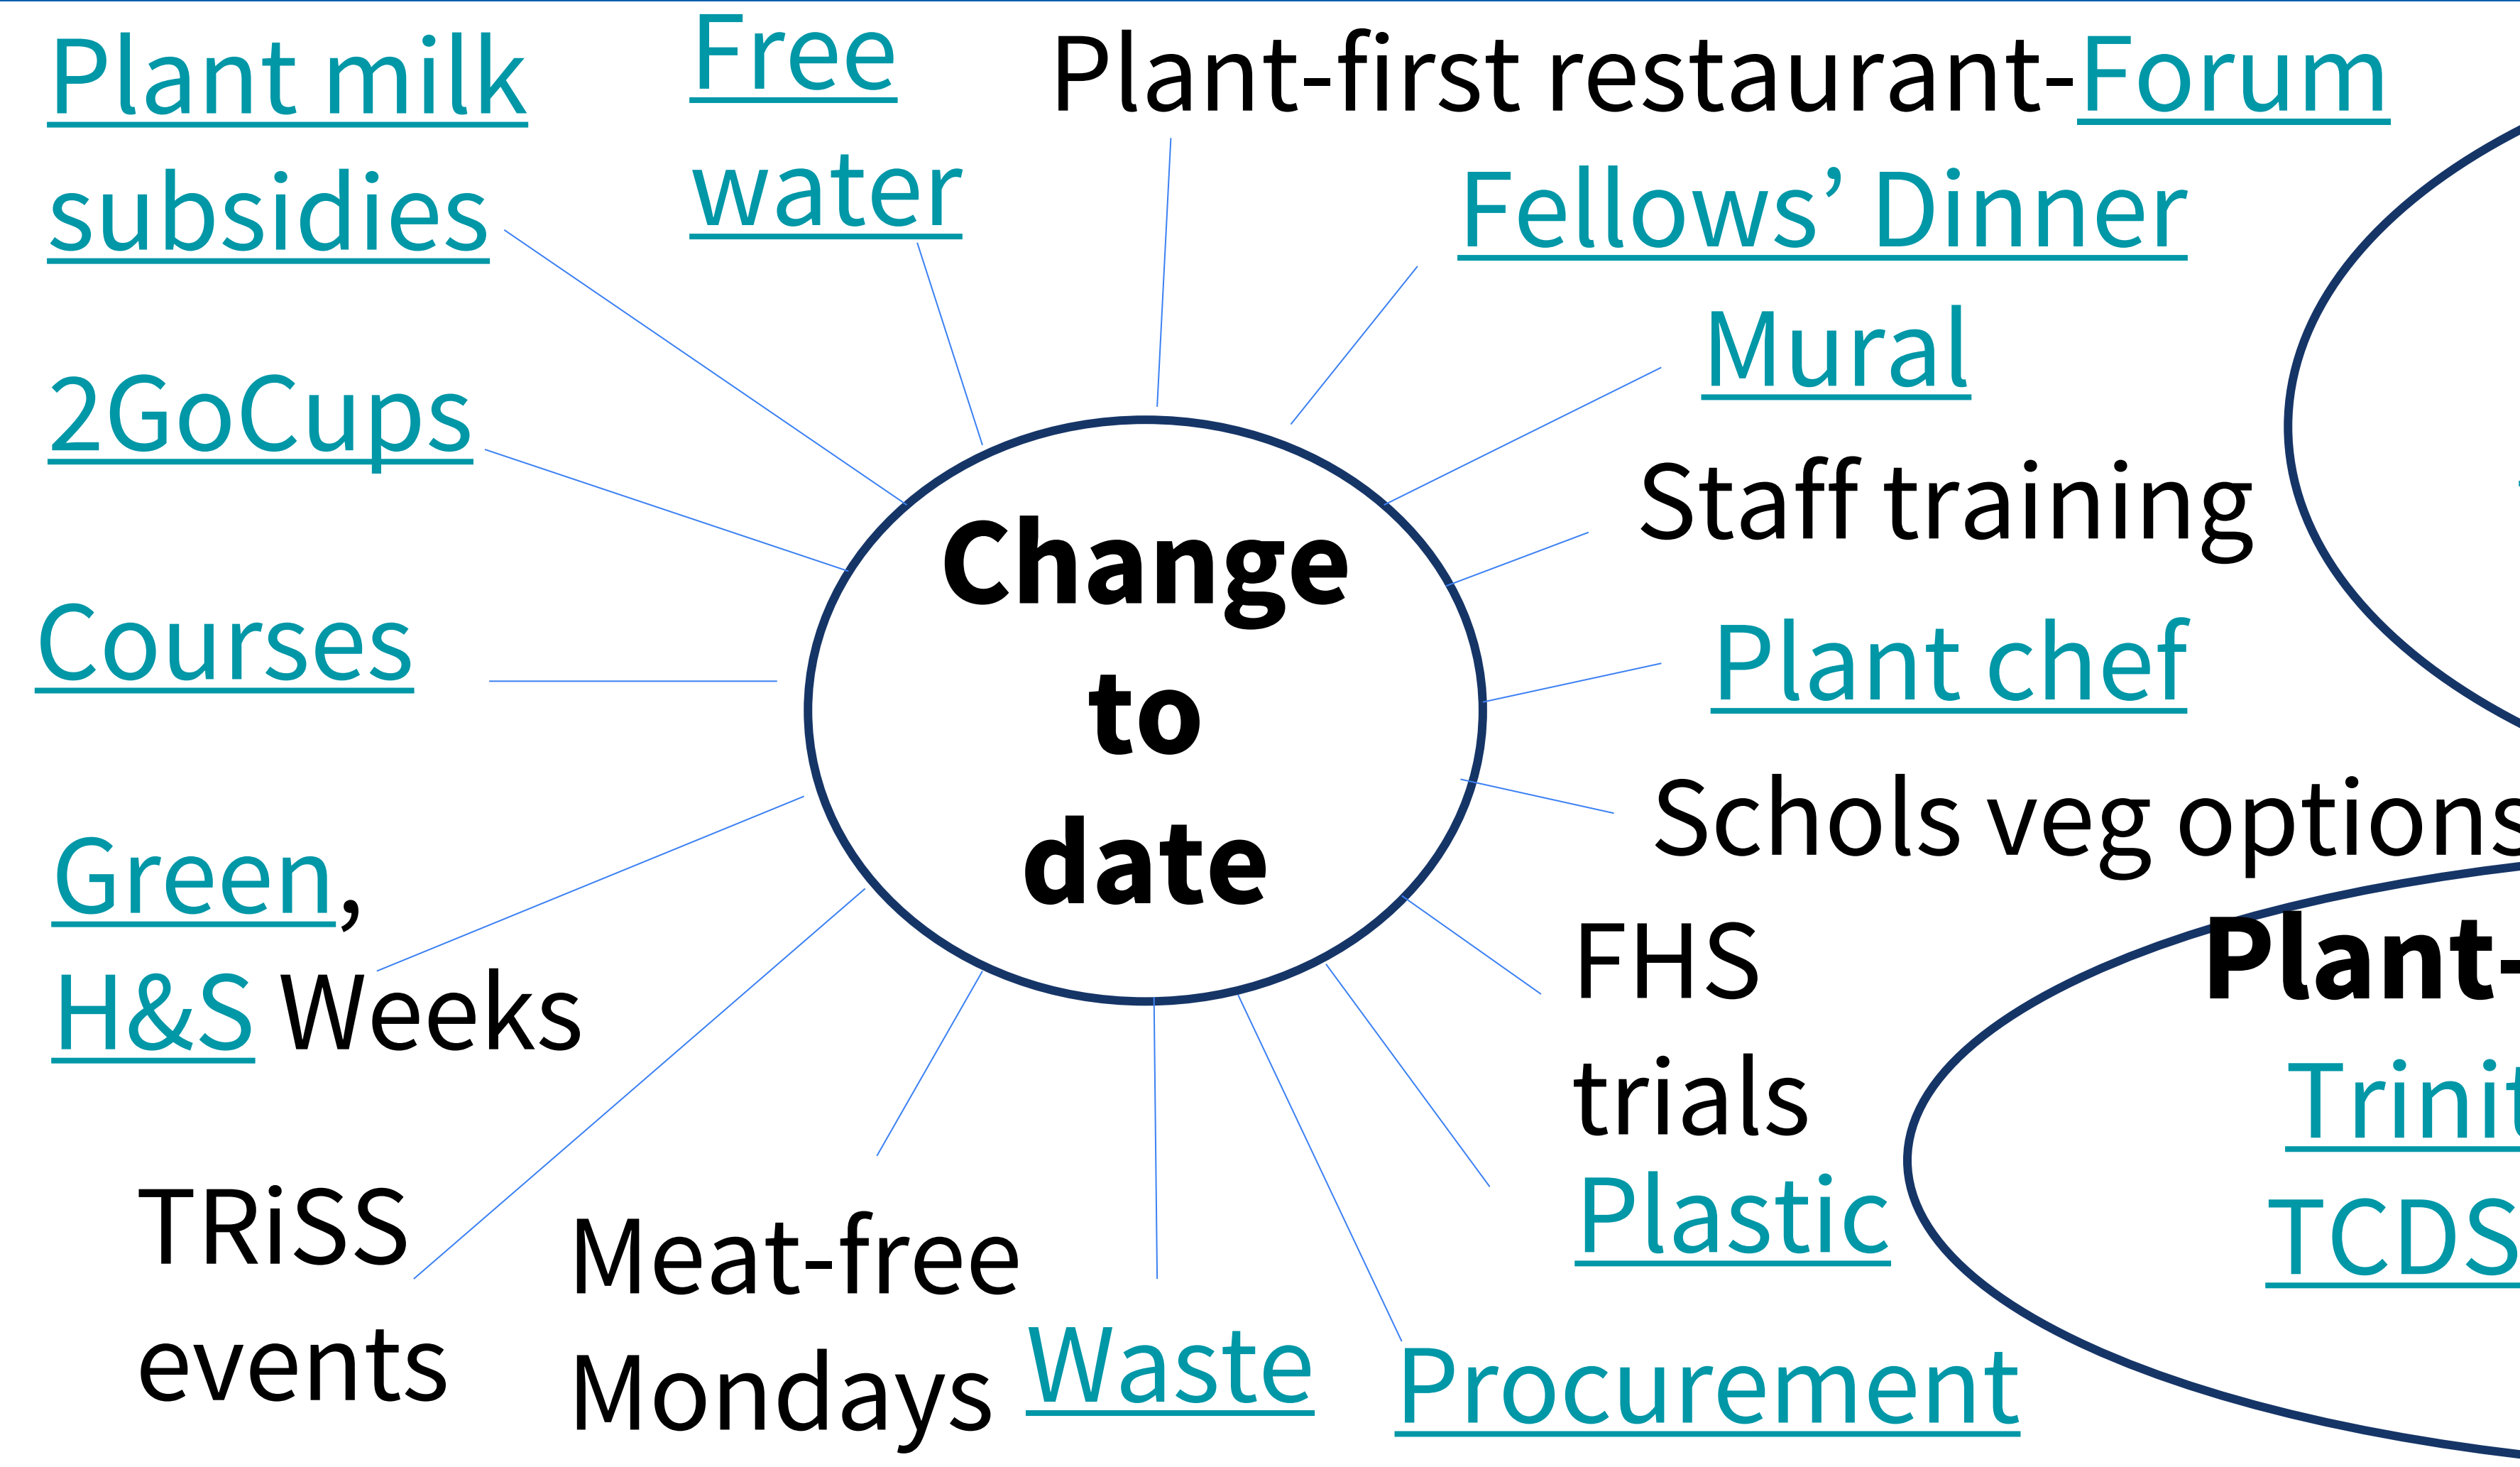 Plant milk
subsidies
Free
water
Plant-first restaurant-Forum
Fellows’ Dinner
Mural
2GoCups
Staff training
Change
to
date
Courses
Plant chef
Schols veg options
Green,
H&S Weeks
FHS
trials
Plant-
Trinit
TCDS
TRiSS
events
Meat-free
Mondays
Plastic
Waste
Procurement